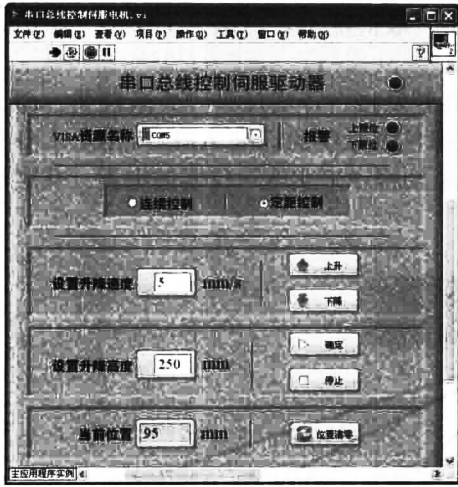 串口总线控制伺服电机.vi
文件(F) 编辑(E) 查看(V) 项目(P) 操作(O) 工具(T) 窗口(W) 帮助(H)
串口总线控制伺服驱动器
VISA资源名称 COM5 报警 上限位
下限位
连续控制 定距控制
设置升降速度 5 mm/s 上升
下降
设置升降高度 250 mm 确定
停止
当前位置 95 mm 位置清零
主应用程序实例